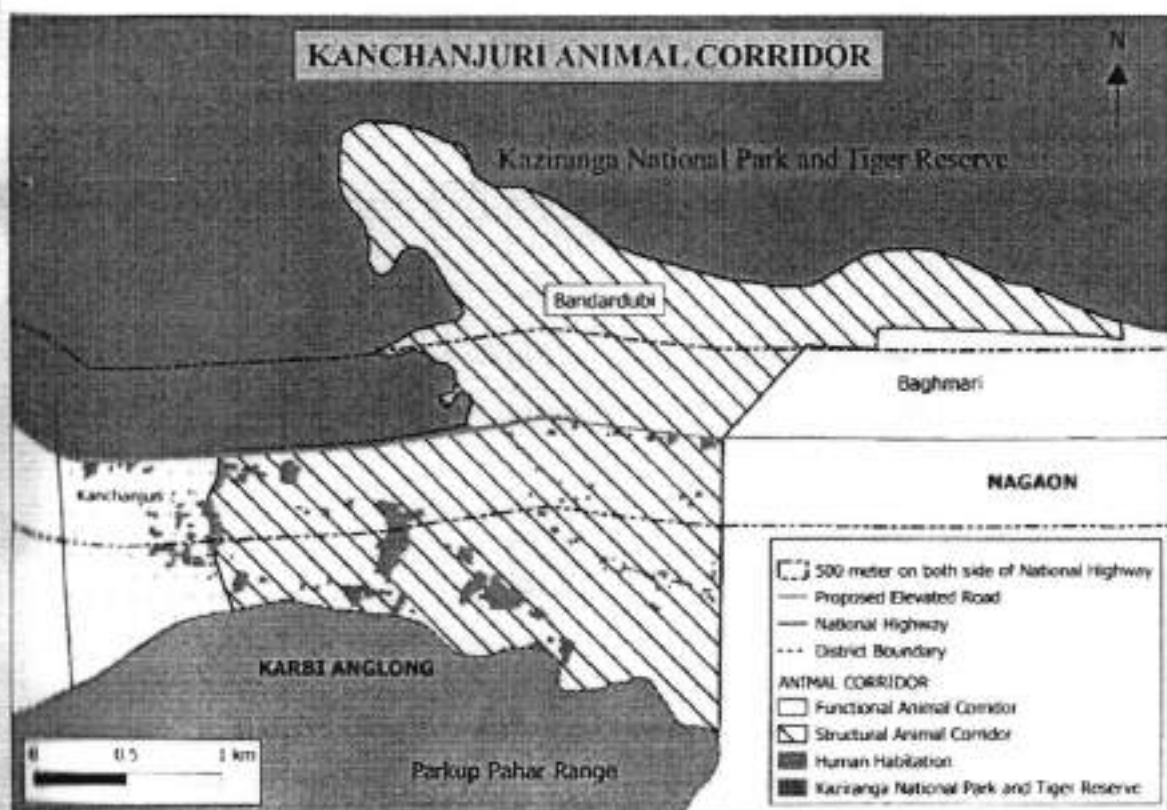 KANCHANJURI ANIMAL CORRIDOR
N
Kaziranga National Park and Tiger Reserve
Bandardubi
Baghmari
Kanchanjuri
NAGAON
KARBI ANGLONG
Parkup Pahar Range
0 0.5 1 km
500 meter on both side of National Highway
Proposed Elevated Road
National Highway
District Boundary
ANIMAL CORRIDOR
Functional Animal Corridor
Structural Animal Corridor
Human Habitation
Kaziranga National Park and Tiger Reserve